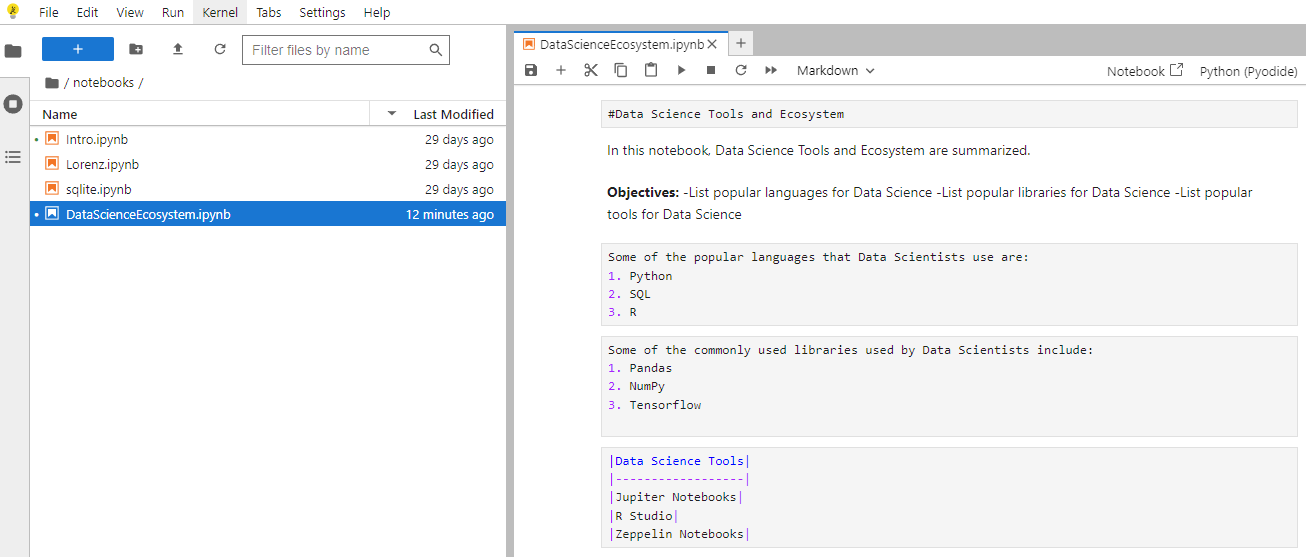 File Edit View Run Kernel Tabs Settings Help
+ Filter files by name
/ notebooks /
Name Last Modified
Intro.ipynb 29 days ago
Lorenz.ipynb 29 days ago
sqlite.ipynb 29 days ago
DataScienceEcosystem.ipynb 12 minutes ago
DataScienceEcosystem.ipynb
Markdown Notebook Python (Pyodide)
#Data Science Tools and Ecosystem
In this notebook, Data Science Tools and Ecosystem are summarized.
Objectives: -List popular languages for Data Science -List popular libraries for Data Science -List popular
tools for Data Science
Some of the popular languages that Data Scientists use are:
1. Python
2. SQL
3. R
Some of the commonly used libraries used by Data Scientists include:
1. Pandas
2. NumPy
3. Tensorflow
|Data Science Tools|
|------------------|
|Jupiter Notebooks|
|R Studio|
|Zeppelin Notebooks|